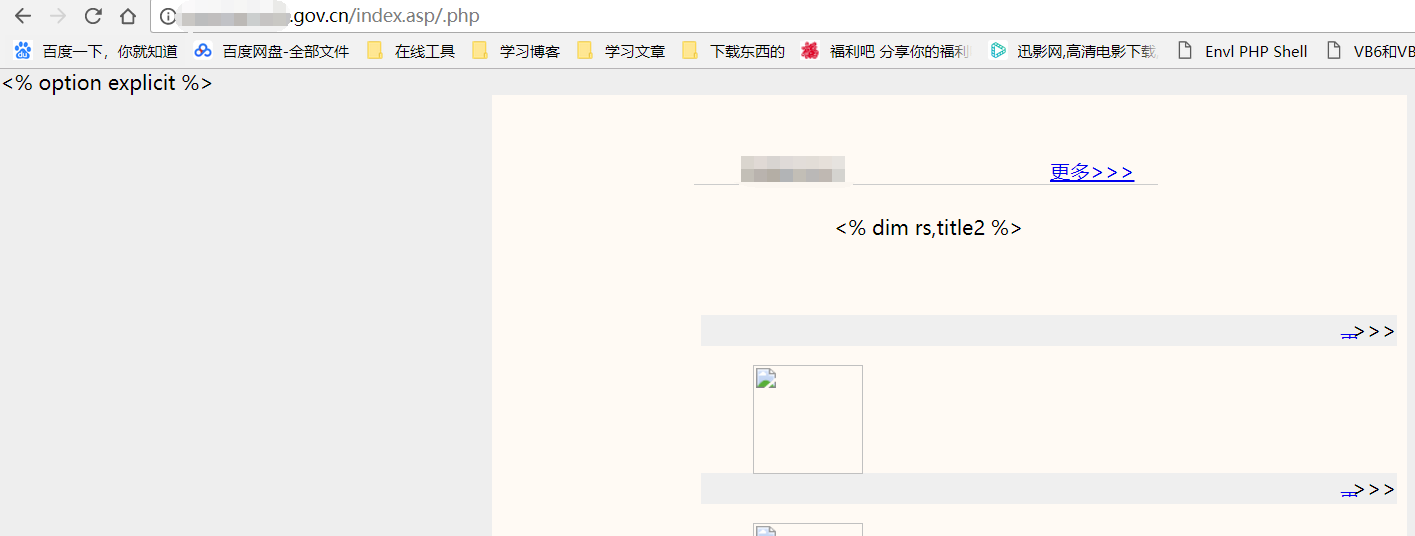 .gov.cn/index.asp/.php
百度一下，你就知道 百度网盘-全部文件 在线工具 学习博客 学习文章 下载东西的 福利吧 分享你的福利 迅影网,高清电影下载 Envl PHP Shell VB6和VB
<% option explicit %>
更多>>>
<% dim rs,title2 %>
>>>
>>>